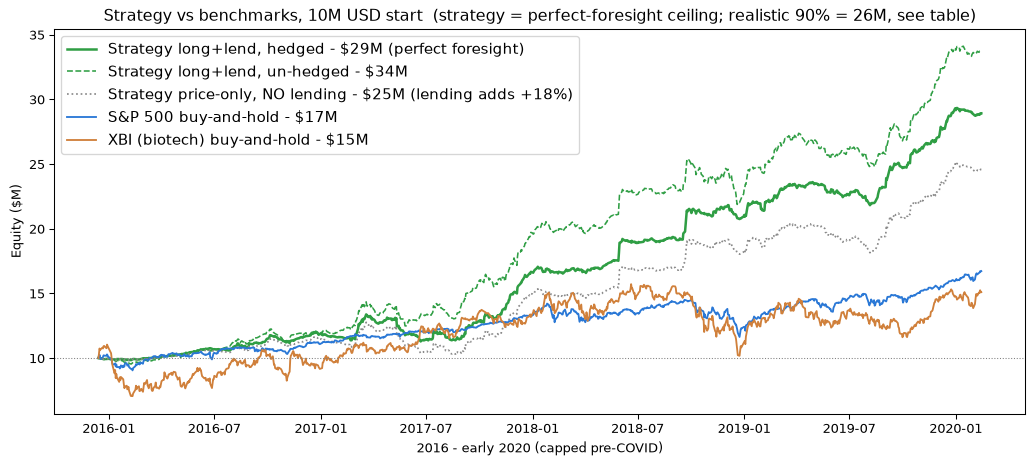 Strategy vs benchmarks, 10M USD start  (strategy = perfect-foresight ceiling; realistic 90% = 26M, see table)
Strategy long+lend, hedged - $29M (perfect foresight)
Strategy long+lend, un-hedged - $34M
Strategy price-only, NO lending - $25M (lending adds +18%)
S&P 500 buy-and-hold - $17M
XBI (biotech) buy-and-hold - $15M
Equity ($M)
35
30
25
20
15
10
2016-01 2016-07 2017-01 2017-07 2018-01 2018-07 2019-01 2019-07 2020-01
2016 - early 2020 (capped pre-COVID)